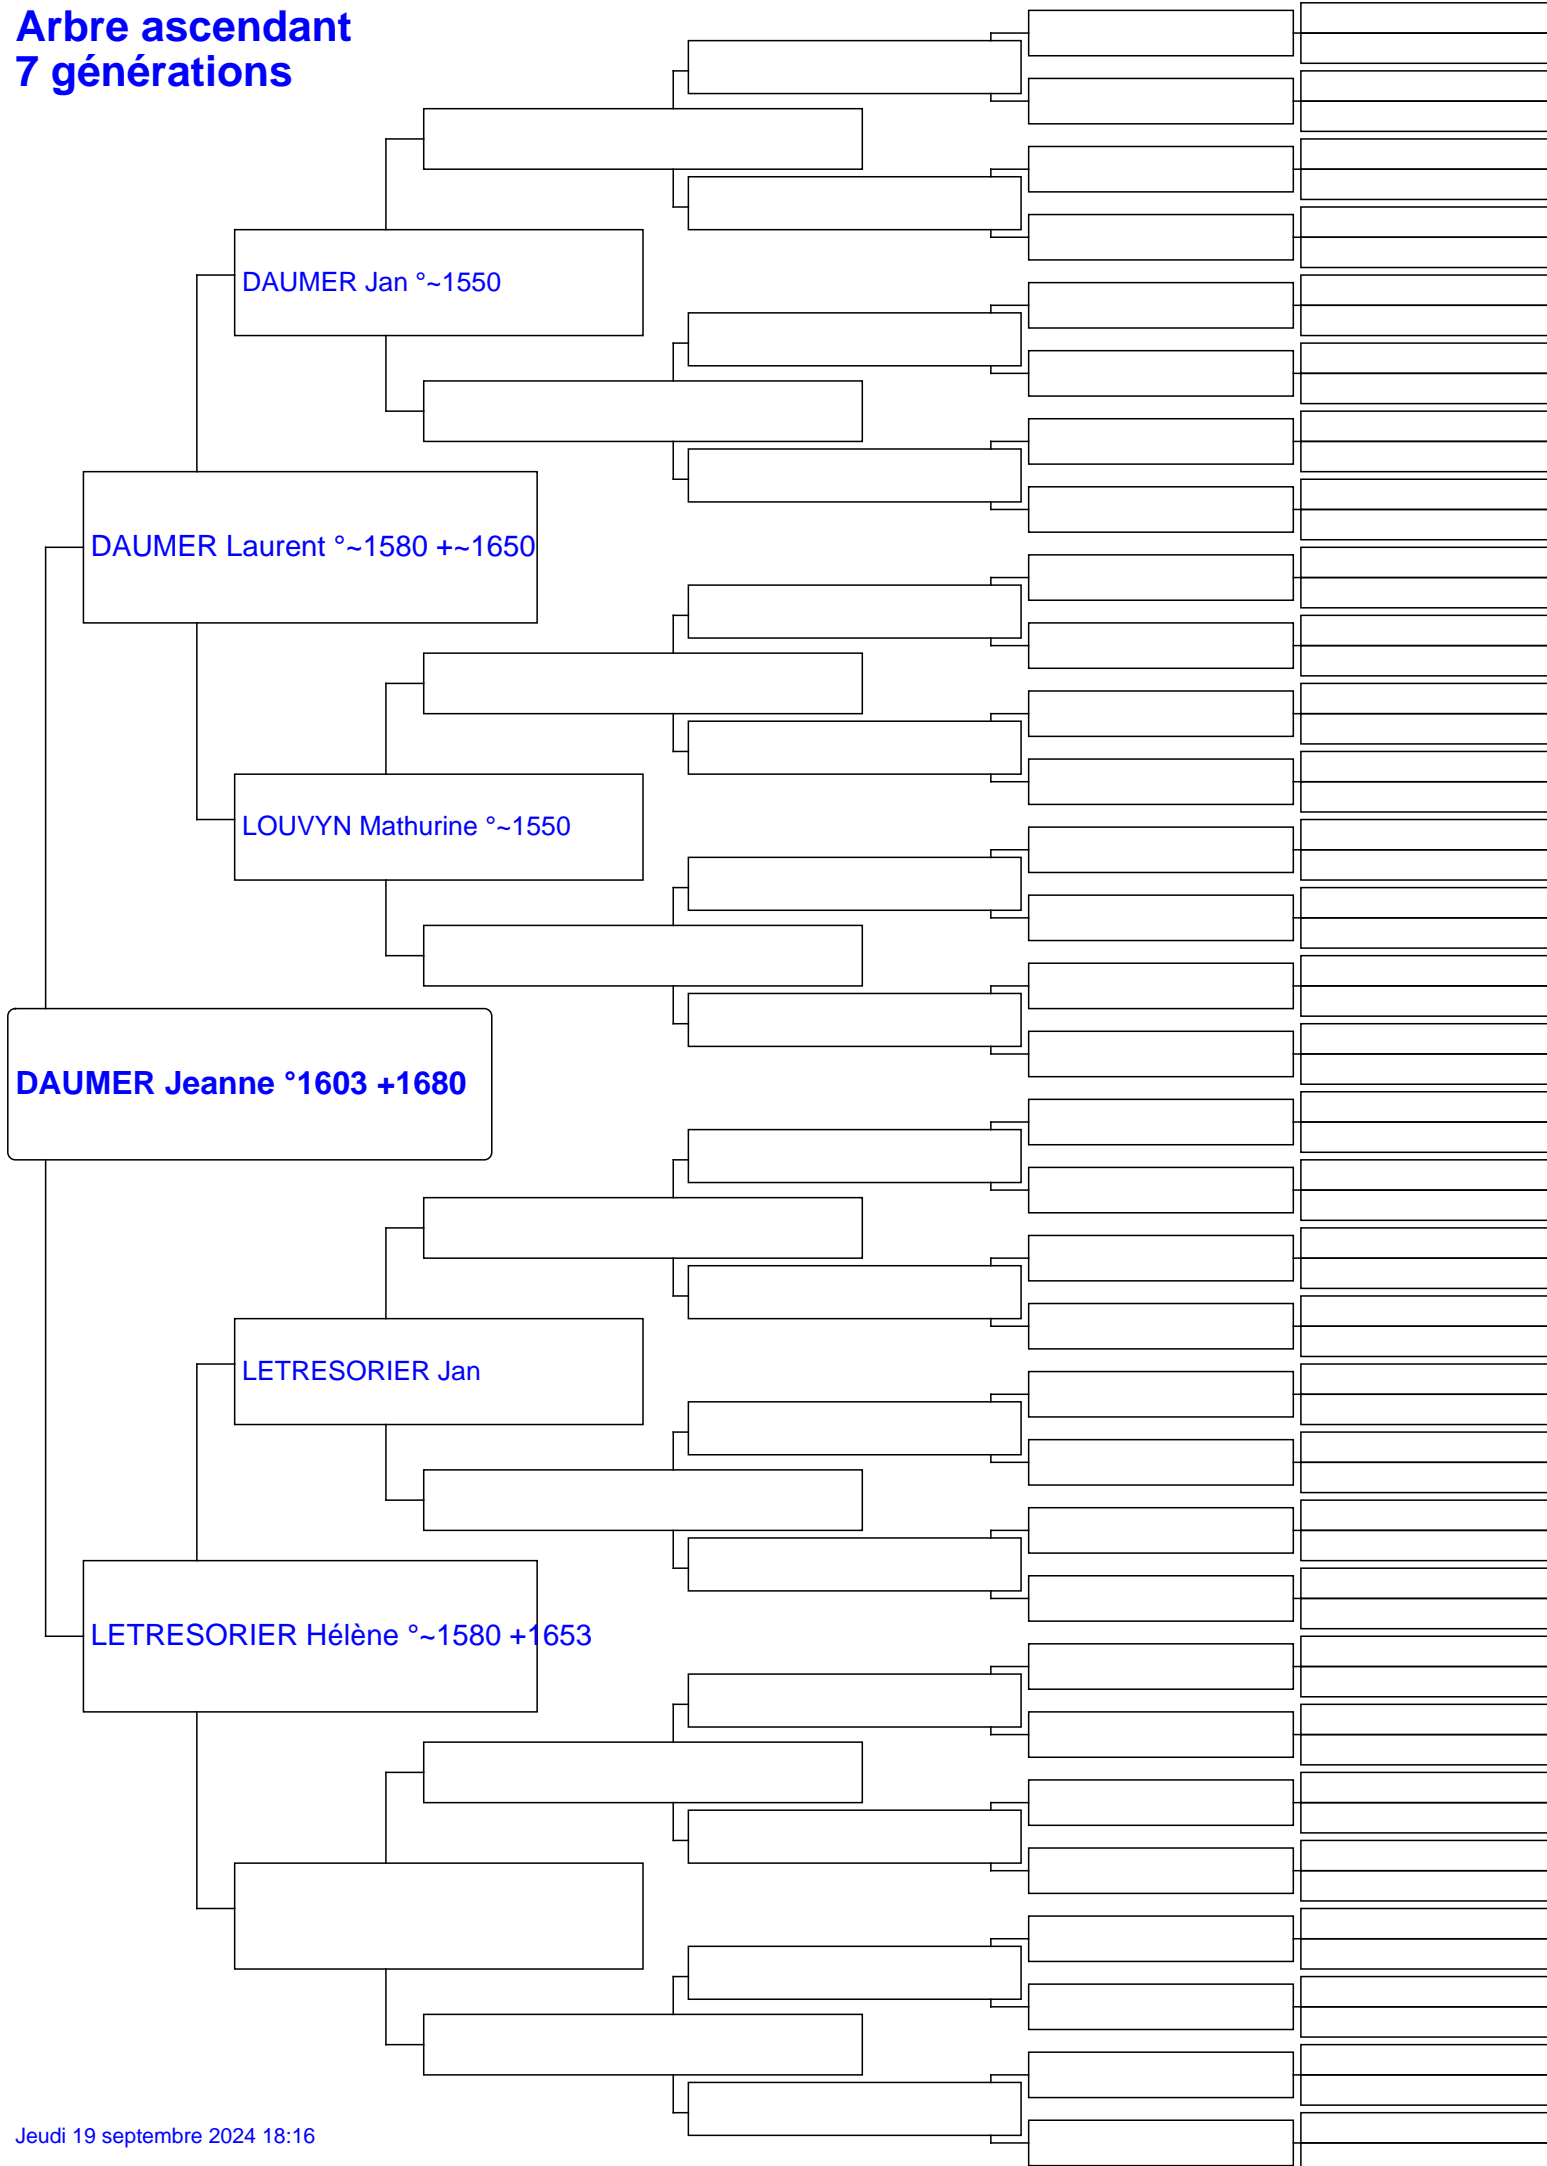 Arbre ascendant
7 générations
DAUMER Jan °~1550
DAUMER Laurent °~1580 +~1650
LOUVYN Mathurine °~1550
DAUMER Jeanne °1603 +1680
LETRESORIER Jan
LETRESORIER Hélène °~1580 +1653
Jeudi 19 septembre 2024 18:16